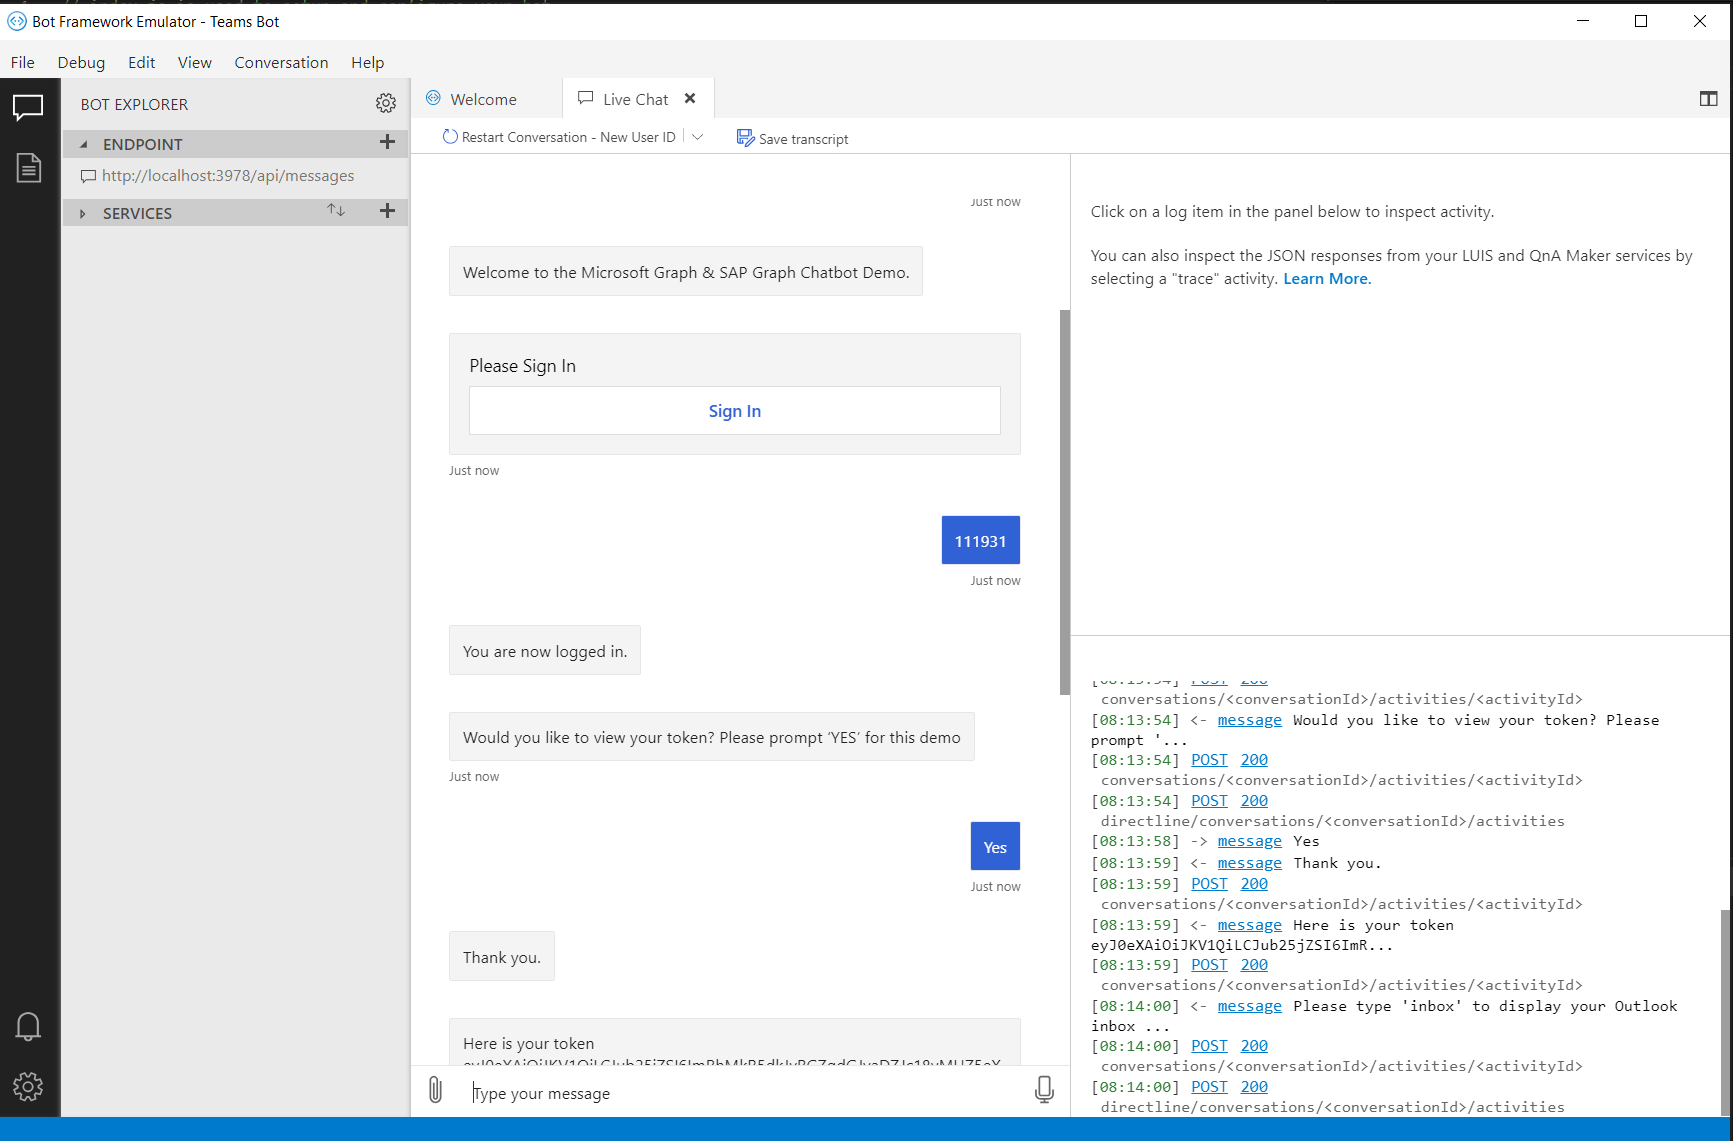 Bot Framework Emulator - Teams Bot
File Debug Edit View Conversation Help
BOT EXPLORER
ENDPOINT
http://localhost:3978/api/messages
SERVICES
Welcome
Live Chat
Restart Conversation - New User ID
Save transcript
Just now
Welcome to the Microsoft Graph & SAP Graph Chatbot Demo.
Please Sign In
Sign In
Just now
111931
Just now
You are now logged in.
Would you like to view your token? Please prompt 'YES' for this demo
Just now
Yes
Just now
Thank you.
Here is your token
Type your message
Click on a log item in the panel below to inspect activity.
You can also inspect the JSON responses from your LUIS and QnA Maker services by
selecting a "trace" activity. Learn More.
conversations/<conversationId>/activities/<activityId>
[08:13:54] <- message Would you like to view your token? Please
prompt '...
[08:13:54] POST 200
conversations/<conversationId>/activities/<activityId>
[08:13:54] POST 200
directline/conversations/<conversationId>/activities
[08:13:58] -> message Yes
[08:13:59] <- message Thank you.
[08:13:59] POST 200
conversations/<conversationId>/activities/<activityId>
[08:13:59] <- message Here is your token
eyJ0eXAiOiJKV1QiLCJub25jZSI6ImR...
[08:13:59] POST 200
conversations/<conversationId>/activities/<activityId>
[08:14:00] <- message Please type 'inbox' to display your Outlook
inbox ...
[08:14:00] POST 200
conversations/<conversationId>/activities/<activityId>
[08:14:00] POST 200
directline/conversations/<conversationId>/activities